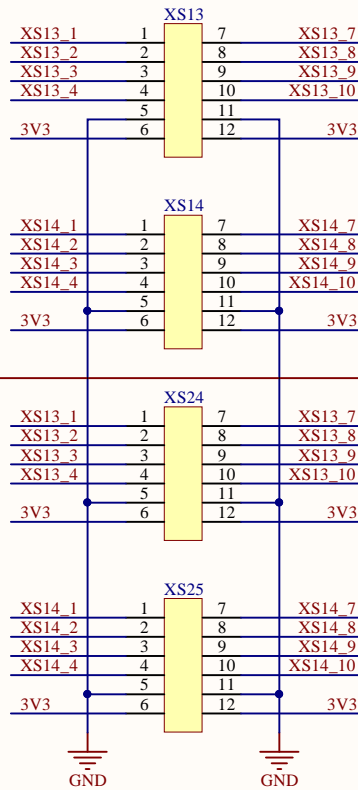 XS13
XS13_1 1 7 XS13_7
XS13_2 2 8 XS13_8
XS13_3 3 9 XS13_9
XS13_4 4 10 XS13_10
5 11
3V3 6 12 3V3
XS14
XS14_1 1 7 XS14_7
XS14_2 2 8 XS14_8
XS14_3 3 9 XS14_9
XS14_4 4 10 XS14_10
5 11
3V3 6 12 3V3
XS24
XS13_1 1 7 XS13_7
XS13_2 2 8 XS13_8
XS13_3 3 9 XS13_9
XS13_4 4 10 XS13_10
5 11
3V3 6 12 3V3
XS25
XS14_1 1 7 XS14_7
XS14_2 2 8 XS14_8
XS14_3 3 9 XS14_9
XS14_4 4 10 XS14_10
5 11
3V3 6 12 3V3
GND GND